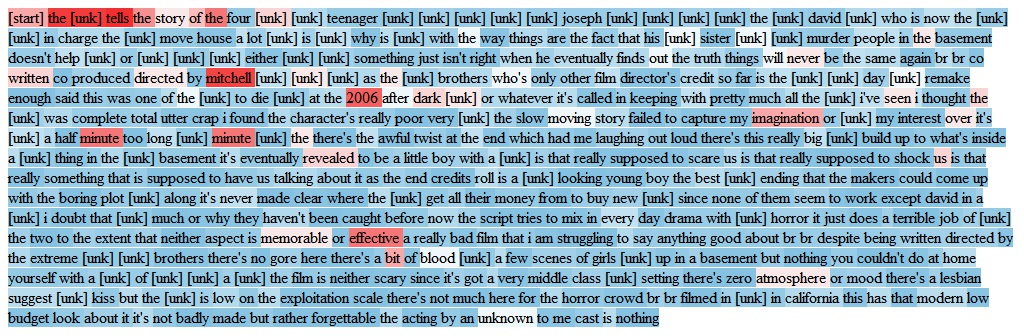 [start] the [unk] tells the story of the four [unk] [unk] teenager [unk] [unk] [unk] [unk] [unk] joseph [unk] [unk] [unk] [unk] the [unk] david [unk] who is now the [unk]
[unk] in charge the [unk] move house a lot [unk] is [unk] why is [unk] with the way things are the fact that his [unk] sister [unk] [unk] murder people in the basement
doesn't help [unk] or [unk] [unk] [unk] either [unk] [unk] something just isn't right when he eventually finds out the truth things will never be the same again br br co
written co produced directed by mitchell [unk] [unk] [unk] as the [unk] brothers who's only other film director's credit so far is the [unk] [unk] day [unk] remake
enough said this was one of the [unk] to die [unk] at the 2006 after dark [unk] or whatever it's called in keeping with pretty much all the [unk] i've seen i thought the
[unk] was complete total utter crap i found the character's really poor very [unk] the slow moving story failed to capture my imagination or [unk] my interest over it's
[unk] a half minute too long [unk] minute [unk] the there's the awful twist at the end which had me laughing out loud there's this really big [unk] build up to what's inside
a [unk] thing in the [unk] basement it's eventually revealed to be a little boy with a [unk] is that really supposed to scare us is that really supposed to shock us is that
really something that is supposed to have us talking about it as the end credits roll is a [unk] looking young boy the best [unk] ending that the makers could come up
with the boring plot [unk] along it's never made clear where the [unk] get all their money from to buy new [unk] since none of them seem to work except david in a
[unk] i doubt that [unk] much or why they haven't been caught before now the script tries to mix in every day drama with [unk] horror it just does a terrible job of [unk]
the two to the extent that neither aspect is memorable or effective a really bad film that i am struggling to say anything good about br br despite being written directed by
the extreme [unk] brothers there's no gore here there's a bit of blood [unk] a few scenes of girls [unk] up in a basement but nothing you couldn't do at home
yourself with a [unk] of [unk] [unk] a [unk] the film is neither scary since it's got a very middle class [unk] setting there's zero atmosphere or mood there's a lesbian
suggest [unk] kiss but the [unk] is low on the exploitation scale there's not much here for the horror crowd br br filmed in [unk] in california this has that modern low
budget look about it it's not badly made but rather forgettable the acting by an unknown to me cast is nothing